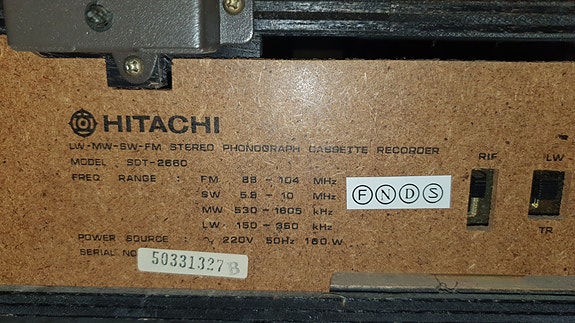 HITACHI
LW-MW-SW-FM STEREO PHONOGRAPH CASSETTE RECORDER
MODEL SDT-2660
FREQ RANGE : FM 88 - 104 MHz
SW 5.9 - 10 MHz
MW 530 - 1605 kHz
LW 150 - 350 kHz
POWER SOURCE : ~ 220V 50Hz 160.W
SERIAL NO
50331327B
F N D S
RIF
LW
TR